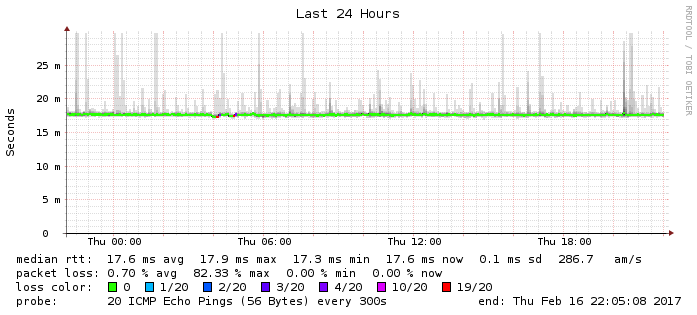 Last 24 Hours
RRDTOOL / TOBI OETIKER
Seconds
25 m
20 m
15 m
10 m
5 m
0
Thu 00:00 Thu 06:00 Thu 12:00 Thu 18:00
median rtt: 17.6 ms avg 17.9 ms max 17.3 ms min 17.6 ms now 0.1 ms sd 286.7 am/s
packet loss: 0.70 % avg 82.33 % max 0.00 % min 0.00 % now
loss color: 0 1/20 2/20 3/20 4/20 10/20 19/20
probe: 20 ICMP Echo Pings (56 Bytes) every 300s end: Thu Feb 16 22:05:08 2017